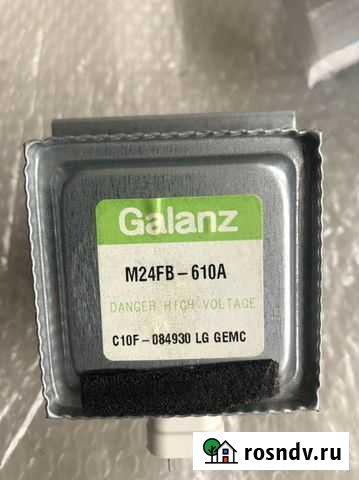 Galanz
M24FB-610A
DANGER HIGH VOLTAGE
C10F-084930 LG GEMC
rosndv.ru